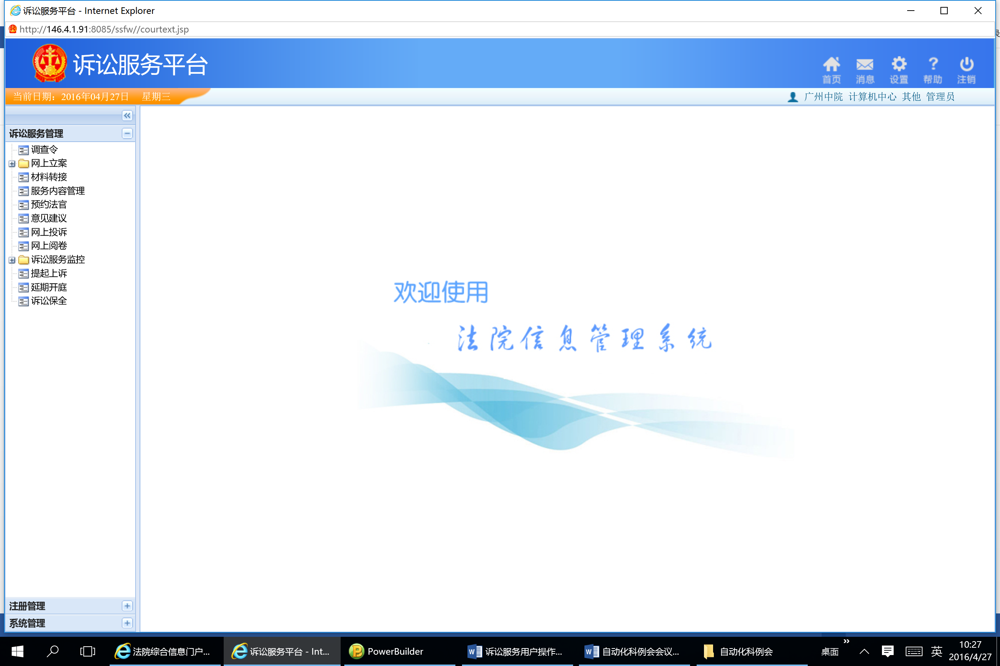 诉讼服务平台 - Internet Explorer
http://146.4.1.91:8085/ssfw//courtext.jsp
诉讼服务平台
首页 消息 设置 帮助 注销
当前日期：2016年04月27日 星期三
广州中院 计算机中心 其他 管理员
诉讼服务管理
调查令
网上立案
材料转接
服务内容管理
预约法官
意见建议
网上投诉
网上阅卷
诉讼服务监控
提起上诉
延期开庭
诉讼保全
欢迎使用
法院信息管理系统
注册管理
系统管理
法院综合信息门户...
诉讼服务平台 - Int...
PowerBuilder
诉讼服务用户操作...
自动化科例会会议...
自动化科例会
桌面
英
10:27
2016/4/27